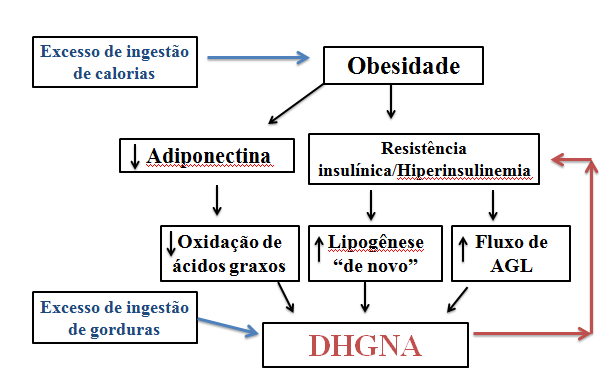 Excesso de ingestão
de calorias
Obesidade
↓ Adiponectina
Resistência
insulínica/Hiperinsulinemia
↓ Oxidação de
ácidos graxos
↑ Lipogênese
“de novo”
↑ Fluxo de
AGL
Excesso de ingestão
de gorduras
DHGNA